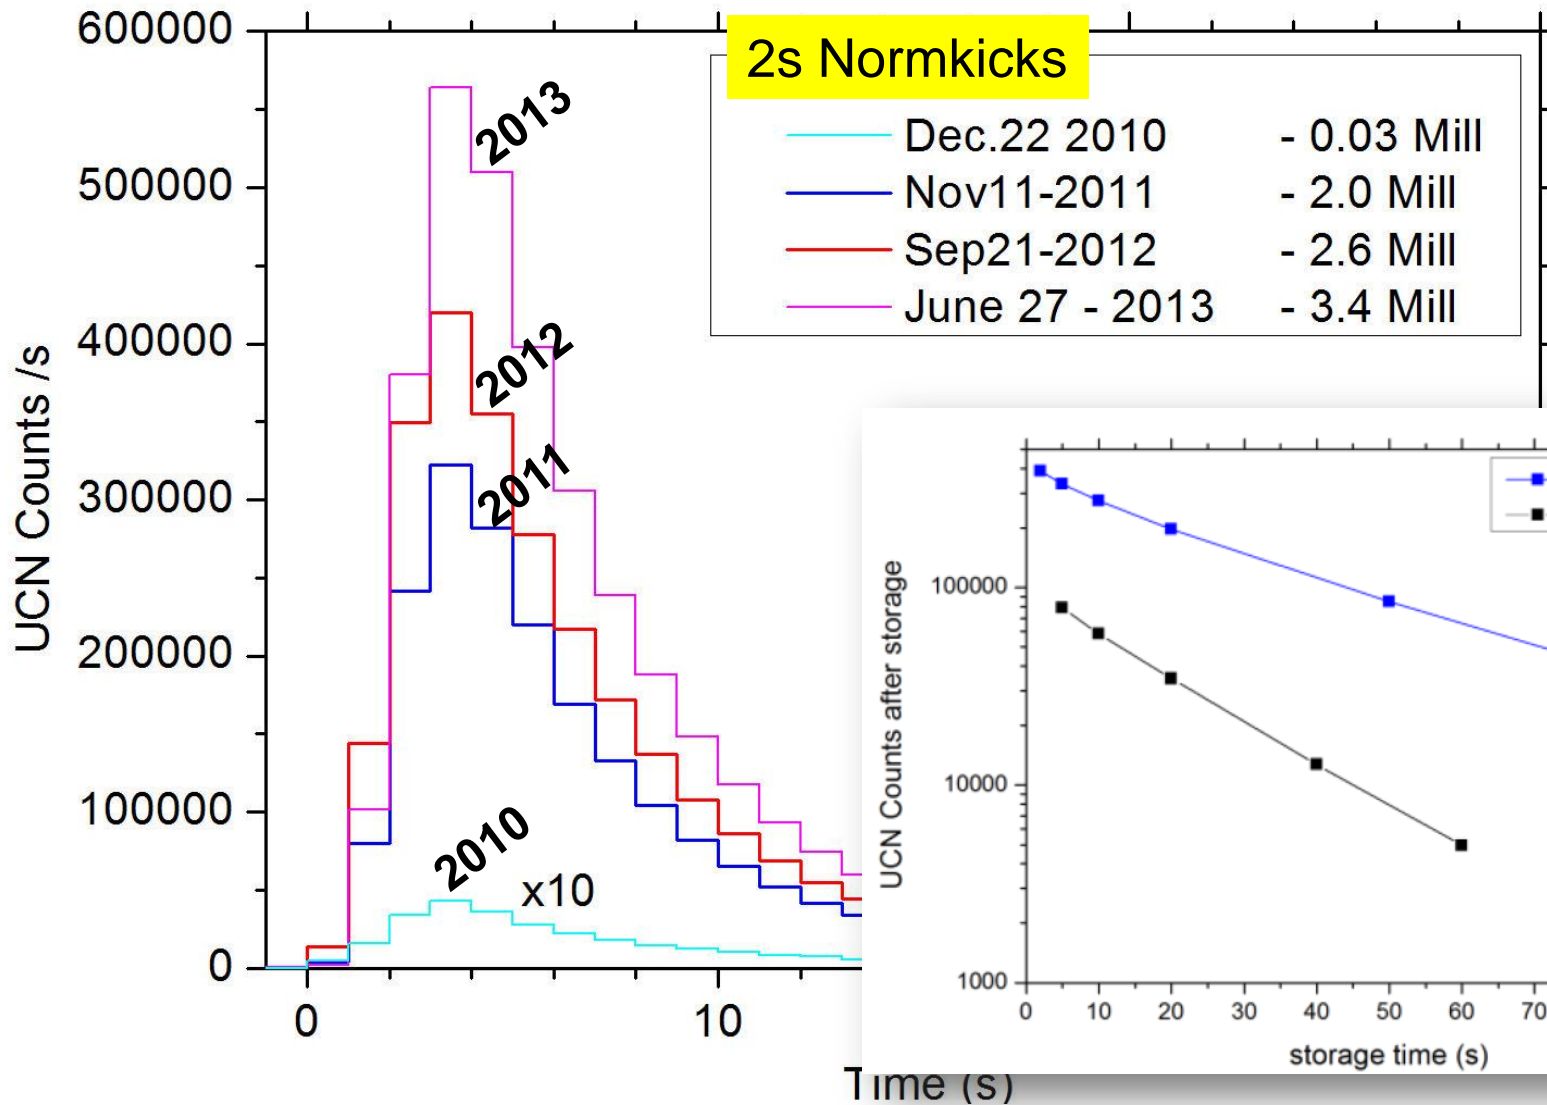 600000
500000
400000
300000
200000
100000
0
UCN Counts /s
0
10
Time (s)
2s Normkicks
Dec.22 2010 - 0.03 Mill
Nov11-2011 - 2.0 Mill
Sep21-2012 - 2.6 Mill
June 27 - 2013 - 3.4 Mill
2013
2012
2011
2010
x10
UCN Counts after storage
100000
10000
1000
0 10 20 30 40 50 60 70
storage time (s)